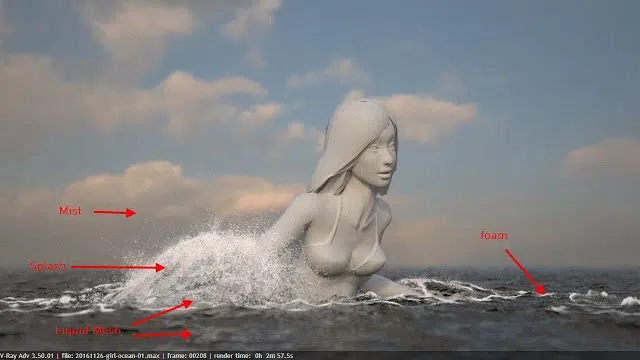 Mist
foam
Splash
Liquid Mesh
V-Ray Adv 3.50.01 | file: 20161126-girl-ocean-01.max | frame: 00208 | render time: 0h 2m 57.5s